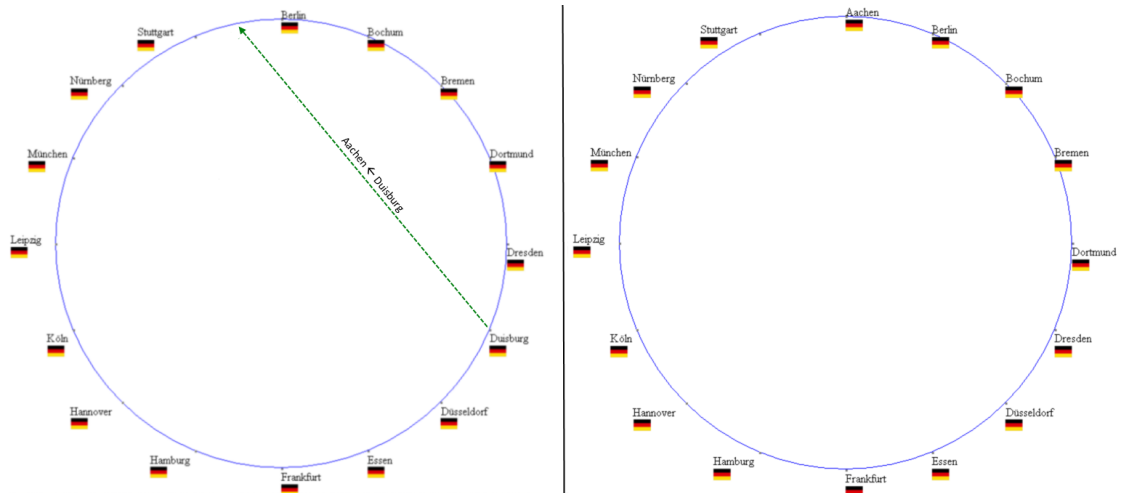 Berlin
Stuttgart
Bochum
Nürnberg
Bremen
München
Dortmund
Aachen ← Duisburg
Leipzig
Dresden
Köln
Duisburg
Hannover
Düsseldorf
Hamburg
Essen
Frankfurt
Aachen
Stuttgart
Berlin
Nürnberg
Bochum
München
Bremen
Leipzig
Dortmund
Köln
Dresden
Hannover
Düsseldorf
Hamburg
Essen
Frankfurt